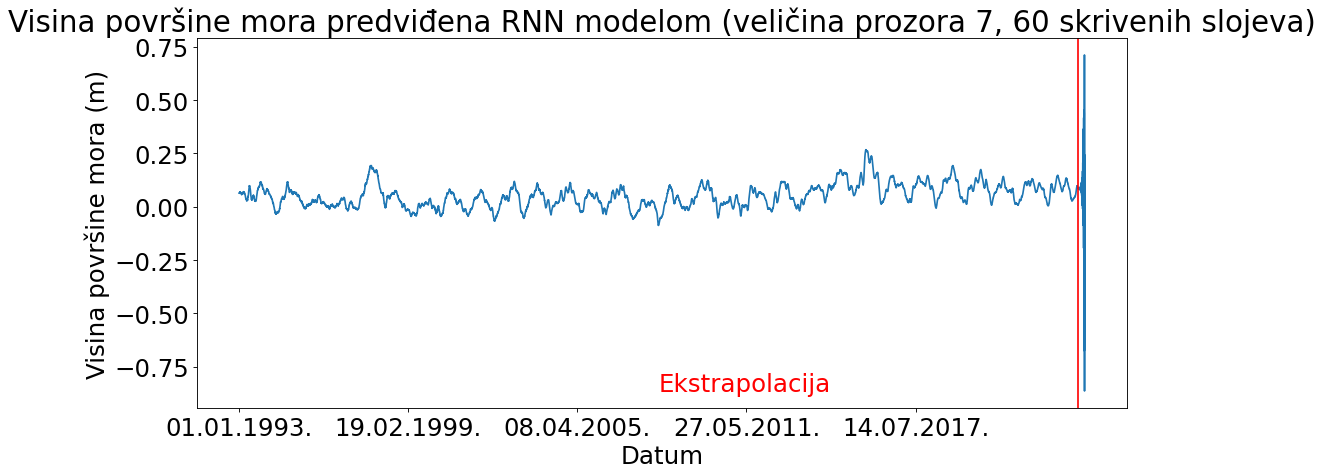 Visina površine mora predviđena RNN modelom (veličina prozora 7, 60 skrivenih slojeva)
Visina površine mora (m)
0.75
0.50
0.25
0.00
−0.25
−0.50
−0.75
Ekstrapolacija
01.01.1993. 19.02.1999. 08.04.2005. 27.05.2011. 14.07.2017.
Datum